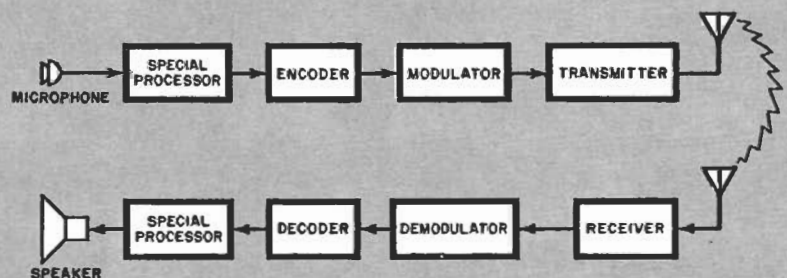 SPECIAL
PROCESSOR
ENCODER
MODULATOR
TRANSMITTER
MICROPHONE
SPECIAL
PROCESSOR
DECODER
DEMODULATOR
RECEIVER
SPEAKER